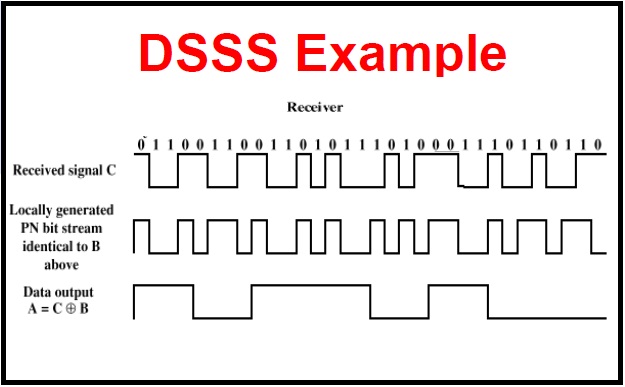 DSSS Example
Receiver
0 1 1 0 0 1 1 0 0 1 1 0 1 0 1 1 1 0 1 0 0 0 1 1 1 0 1 1 0 1 1 0
Received signal C
Locally generated
PN bit stream
identical to B
above
Data output
A = C ⊕ B